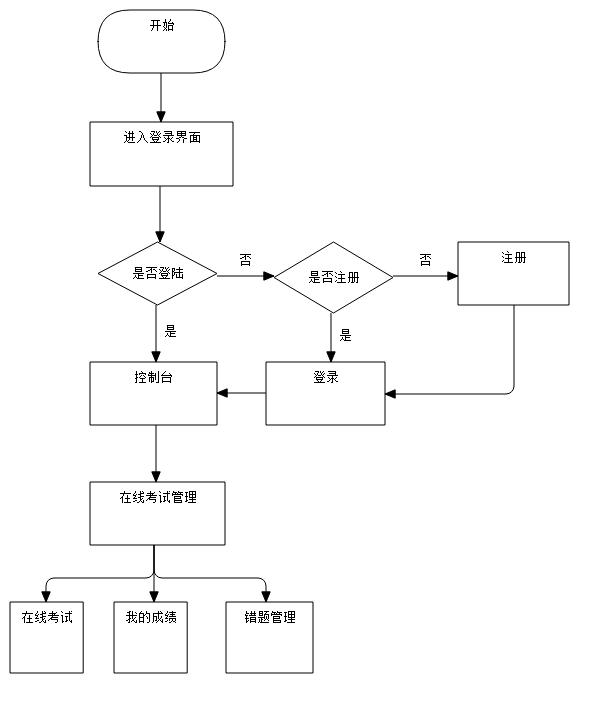 开始
进入登录界面
是否登陆
否
是否注册
否
注册
是
是
控制台
登录
在线考试管理
在线考试
我的成绩
错题管理